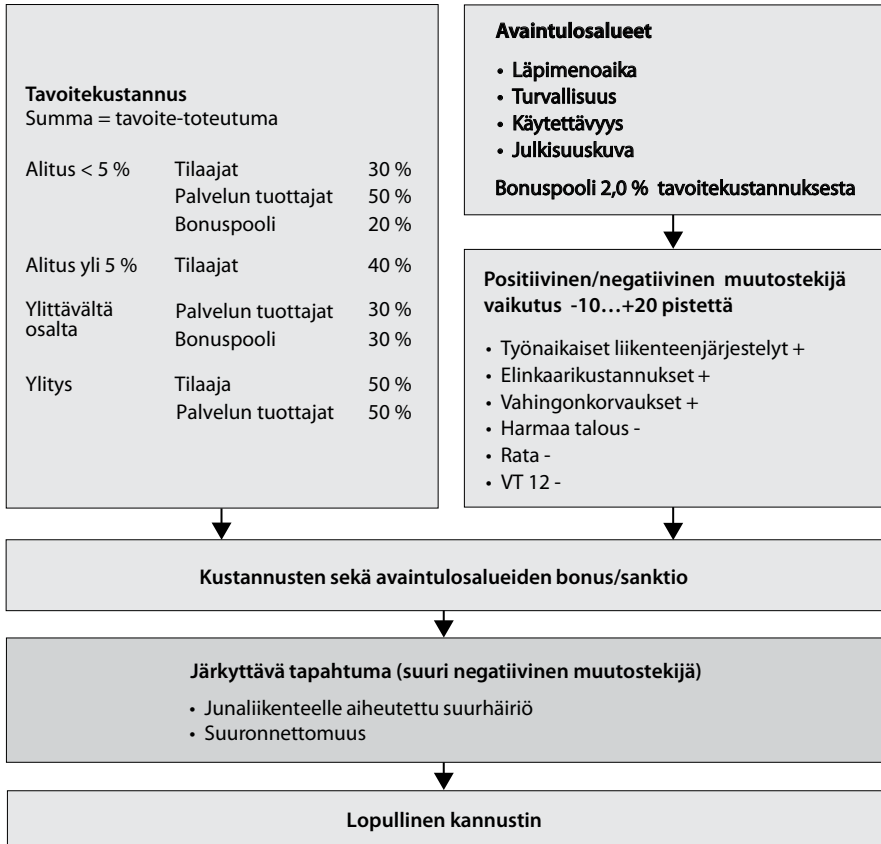 Tavoitekustannus
Summa = tavoite-toteutuma
Alitus < 5 % Tilaajat 30 %
Palvelun tuottajat 50 %
Bonuspooli 20 %
Alitus yli 5 % Tilaajat 40 %
Ylittävältä osalta Palvelun tuottajat 30 %
Bonuspooli 30 %
Ylitys Tilaaja 50 %
Palvelun tuottajat 50 %
Avaintulosalueet
• Läpimenoaika
• Turvallisuus
• Käytettävyys
• Julkisuuskuva
Bonuspooli 2,0 % tavoitekustannuksesta
Positiivinen/negatiivinen muutostekijä
vaikutus -10…+20 pistettä
• Työnaikaiset liikenteenjärjestelyt +
• Elinkaarikustannukset +
• Vahingonkorvaukset +
• Harmaa talous -
• Rata -
• VT 12 -
Kustannusten sekä avaintulosalueiden bonus/sanktio
Järkyttävä tapahtuma (suuri negatiivinen muutostekijä)
• Junaliikenteelle aiheutettu suurhäiriö
• Suuronnettomuus
Lopullinen kannustin